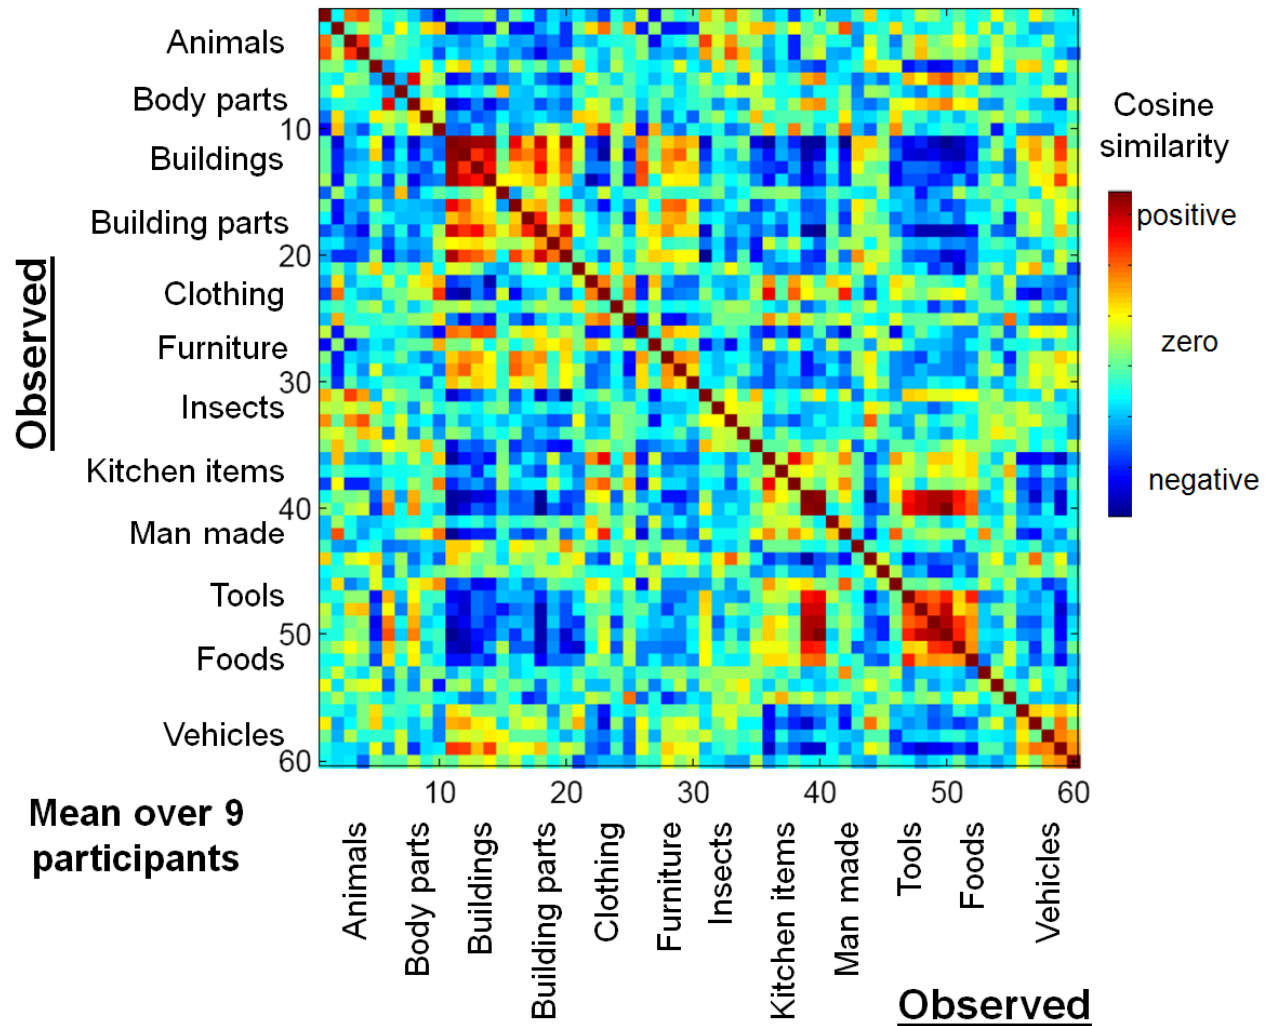 Animals
Body parts
10
Buildings
Building parts
20
Clothing
Furniture
30
Insects
Kitchen items
40
Man made
Tools
50
Foods
Vehicles
60
Observed
Cosine
similarity
positive
zero
negative
10 20 30 40 50 60
Mean over 9
participants
Animals
Body parts
Buildings
Building parts
Clothing
Furniture
Insects
Kitchen items
Man made
Tools
Foods
Vehicles
Observed